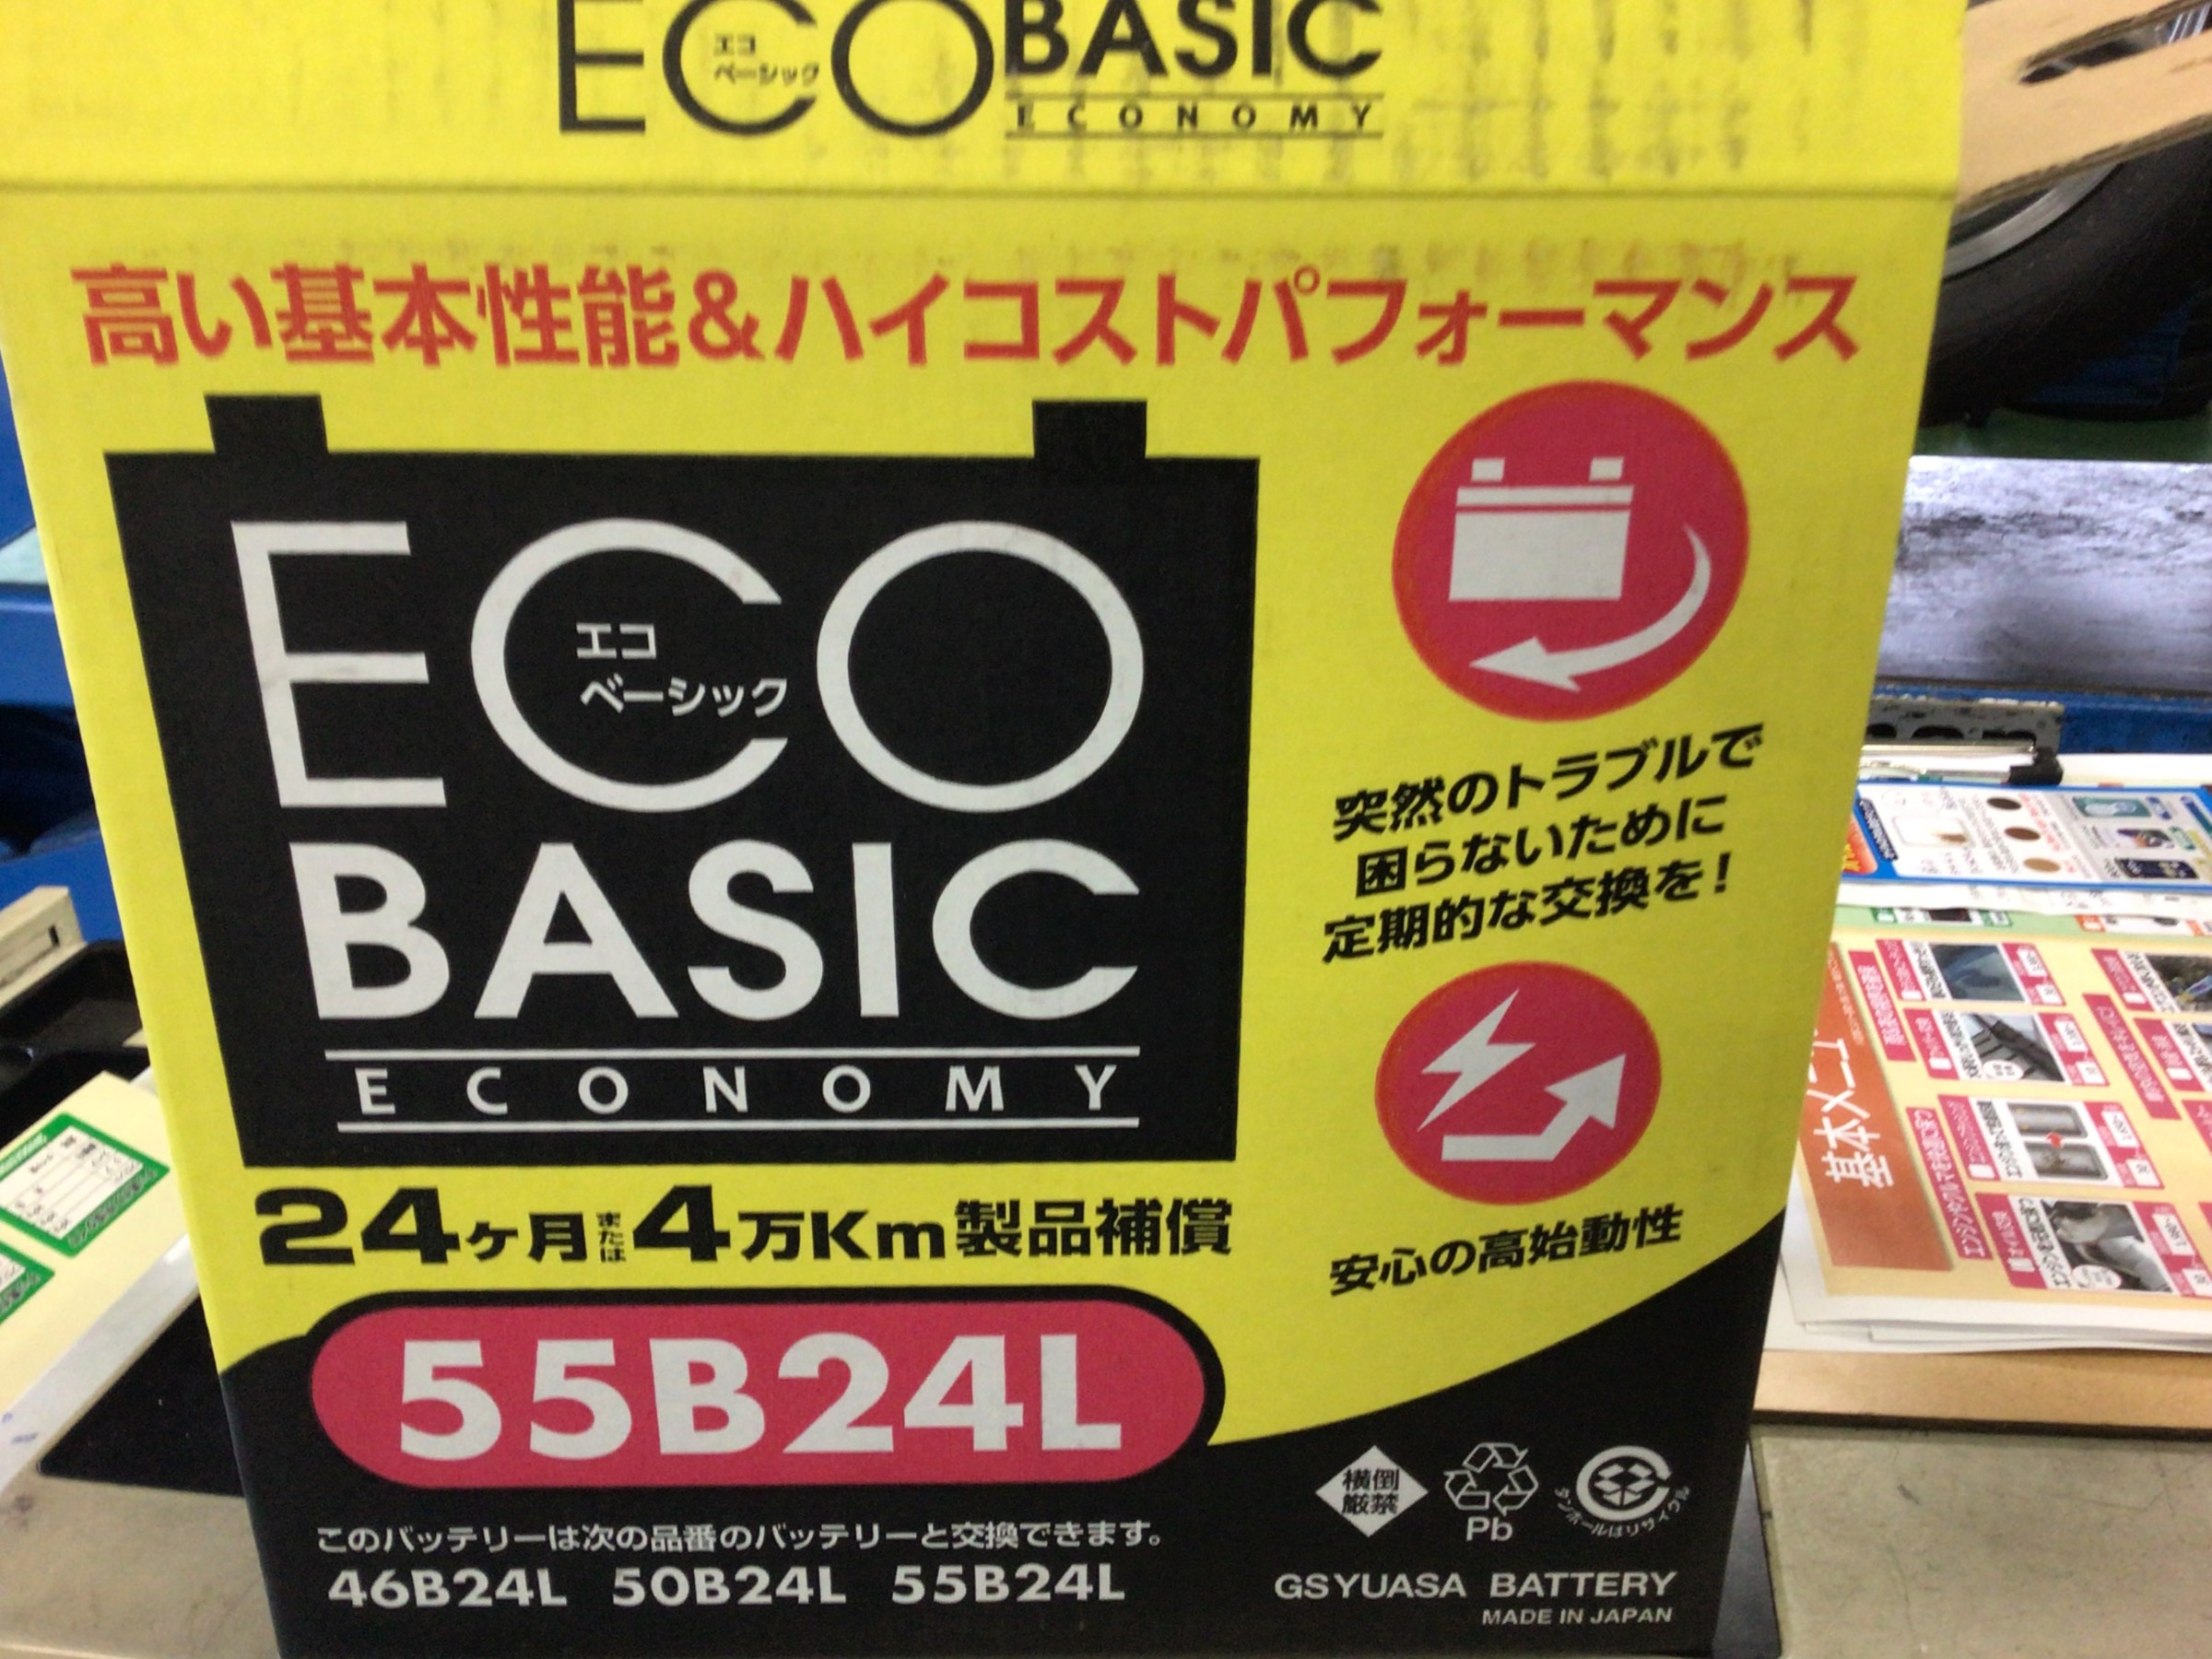 ECO BASIC
エコ
ベーシック
ECONOMY
高い基本性能&ハイコストパフォーマンス
ECO
エコ
ベーシック
BASIC
ECONOMY
突然のトラブルで
困らないために
定期的な交換を!
安心の高始動性
24ヶ月または4万Km製品補償
55B24L
このバッテリーは次の品番のバッテリーと交換できます。
46B24L 50B24L 55B24L
横倒
厳禁
Pb
ダンボールはリサイクル
GSYUASA BATTERY
MADE IN JAPAN
基本メニュー